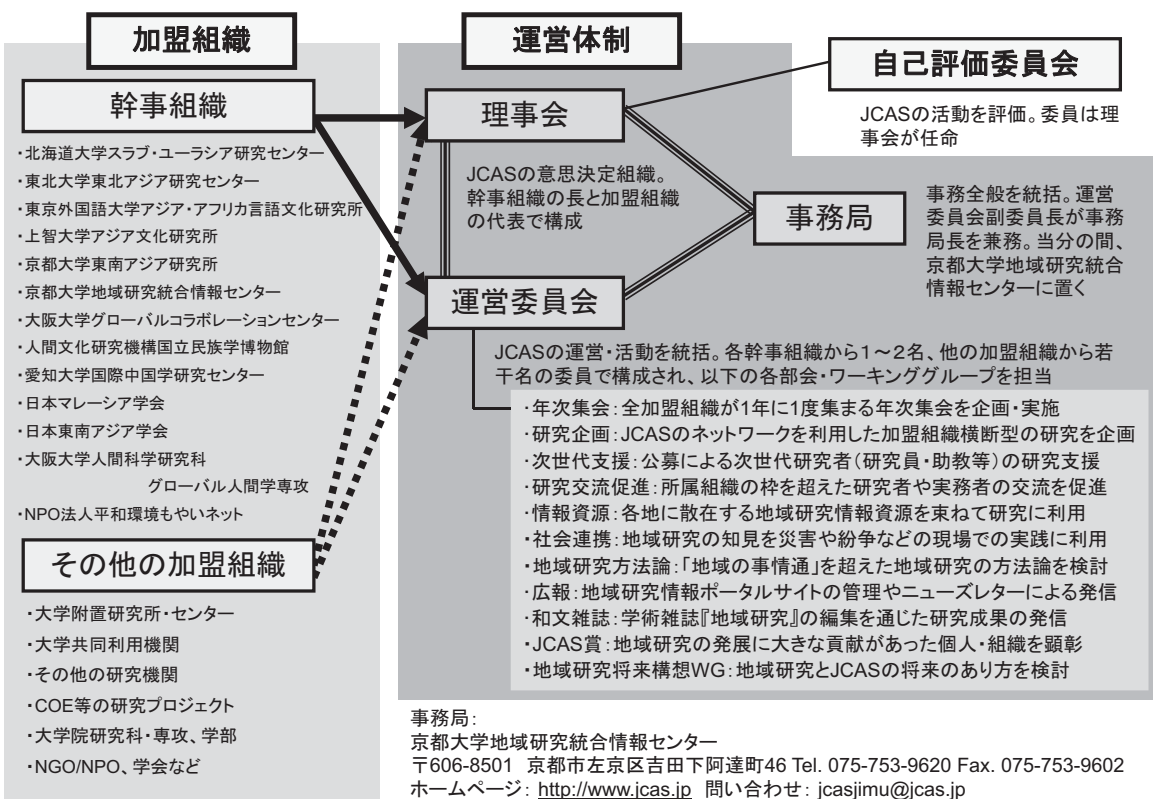 加盟組織
幹事組織
・北海道大学スラブ・ユーラシア研究センター
・東北大学東北アジア研究センター
・東京外国語大学アジア・アフリカ言語文化研究所
・上智大学アジア文化研究所
・京都大学東南アジア研究所
・京都大学地域研究統合情報センター
・大阪大学グローバルコラボレーションセンター
・人間文化研究機構国立民族学博物館
・愛知大学国際中国学研究センター
・日本マレーシア学会
・日本東南アジア学会
・大阪大学人間科学研究科
グローバル人間学専攻
・NPO法人平和環境もやいネット
その他の加盟組織
・大学附置研究所・センター
・大学共同利用機関
・その他の研究機関
・COE等の研究プロジェクト
・大学院研究科・専攻、学部
・NGO/NPO、学会など
運営体制
理事会
JCASの意思決定組織。
幹事組織の長と加盟組織
の代表で構成
自己評価委員会
JCASの活動を評価。委員は理
事会が任命
事務局
事務全般を統括。運営
委員会副委員長が事務
局長を兼務。当分の間、
京都大学地域研究統合
情報センターに置く
運営委員会
JCASの運営・活動を統括。各幹事組織から1~2名、他の加盟組織から若
干名の委員で構成され、以下の各部会・ワーキンググループを担当
・年次集会:全加盟組織が1年に1度集まる年次集会を企画・実施
・研究企画:JCASのネットワークを利用した加盟組織横断型の研究を企画
・次世代支援:公募による次世代研究者(研究員・助教等)の研究支援
・研究交流促進:所属組織の枠を超えた研究者や実務者の交流を促進
・情報資源:各地に散在する地域研究情報資源を束ねて研究に利用
・社会連携:地域研究の知見を災害や紛争などの現場での実践に利用
・地域研究方法論:「地域の事情通」を超えた地域研究の方法論を検討
・広報:地域研究情報ポータルサイトの管理やニューズレターによる発信
・和文雑誌:学術雑誌『地域研究』の編集を通じた研究成果の発信
・JCAS賞:地域研究の発展に大きな貢献があった個人・組織を顕彰
・地域研究将来構想WG:地域研究とJCASの将来のあり方を検討
事務局:
京都大学地域研究統合情報センター
〒606-8501 京都市左京区吉田下阿達町46 Tel. 075-753-9620 Fax. 075-753-9602
ホームページ: http://www.jcas.jp 問い合わせ: jcasjimu@jcas.jp